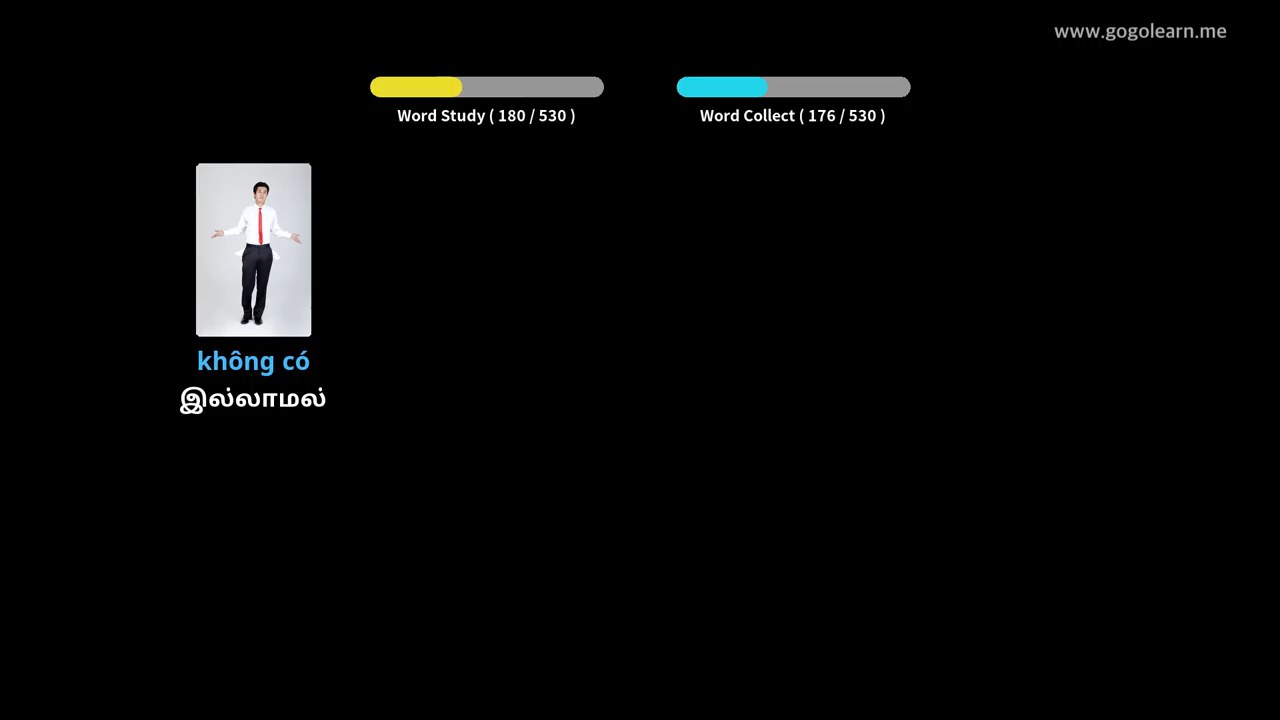 www.gogolearn.me
Word Study ( 180 / 530 )
Word Collect ( 176 / 530 )
không có
இல்லாமல்